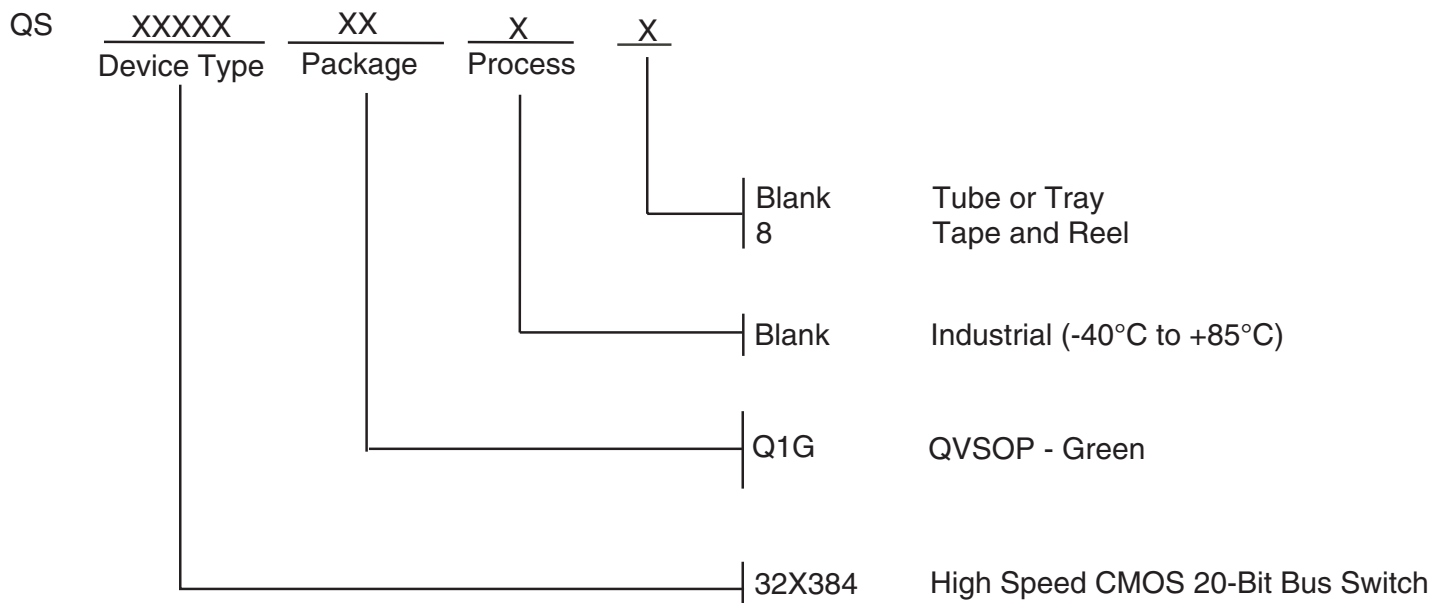 QS XXXXX XX X X
Device Type Package Process
Blank Tube or Tray
8 Tape and Reel
Blank Industrial (-40°C to +85°C)
Q1G QVSOP - Green
32X384 High Speed CMOS 20-Bit Bus Switch